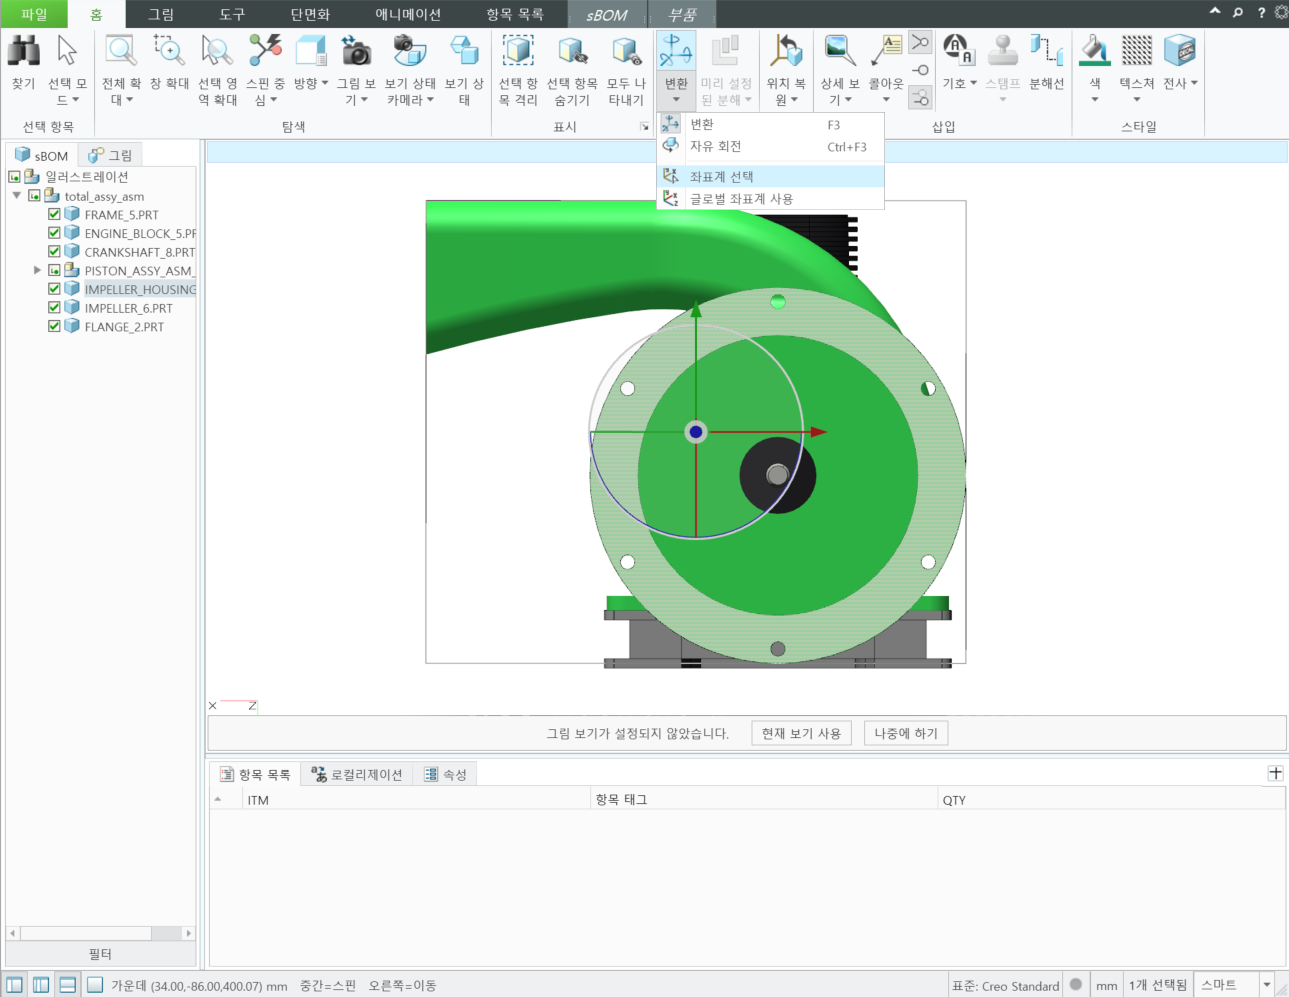 파일 홈 그림 도구 단면화 애니메이션 항목 목록 sBOM 부품 ?
찾기 선택 모드 전체 확대 창 확대 선택 영역 확대 스핀 중심 방향 그림 보기 보기 상태 카메라 보기 상태 선택 항목 격리 선택 항목 숨기기 모두 나타내기 변환 미리 설정된 분해 위치 복원 상세 보기 콜아웃 기호 스탬프 분해선 색 텍스쳐 전사
선택 항목 탐색 표시 삽입 스타일
변환 F3
자유 회전 Ctrl+F3
좌표계 선택
글로벌 좌표계 사용
sBOM 그림
일러스트레이션
total_assy_asm
FRAME_5.PRT
ENGINE_BLOCK_5.PF
CRANKSHAFT_8.PRT
PISTON_ASSY_ASM_
IMPELLER_HOUSING
IMPELLER_6.PRT
FLANGE_2.PRT
X Z
그림 보기가 설정되지 않았습니다. 현재 보기 사용 나중에 하기
항목 목록 로컬리제이션 속성
ITM 항목 태그 QTY
필터
가운데 (34.00,-86.00,400.07) mm 중간=스핀 오른쪽=이동 표준: Creo Standard mm 1개 선택됨 스마트